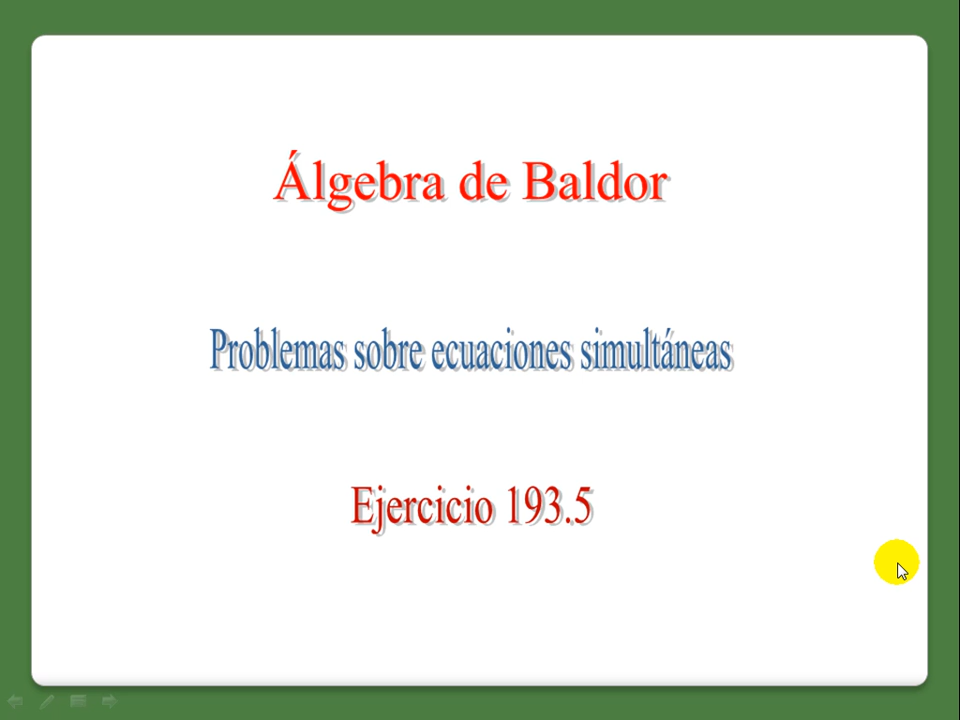 Álgebra de Baldor
Problemas sobre ecuaciones simultáneas
Ejercicio 193.5